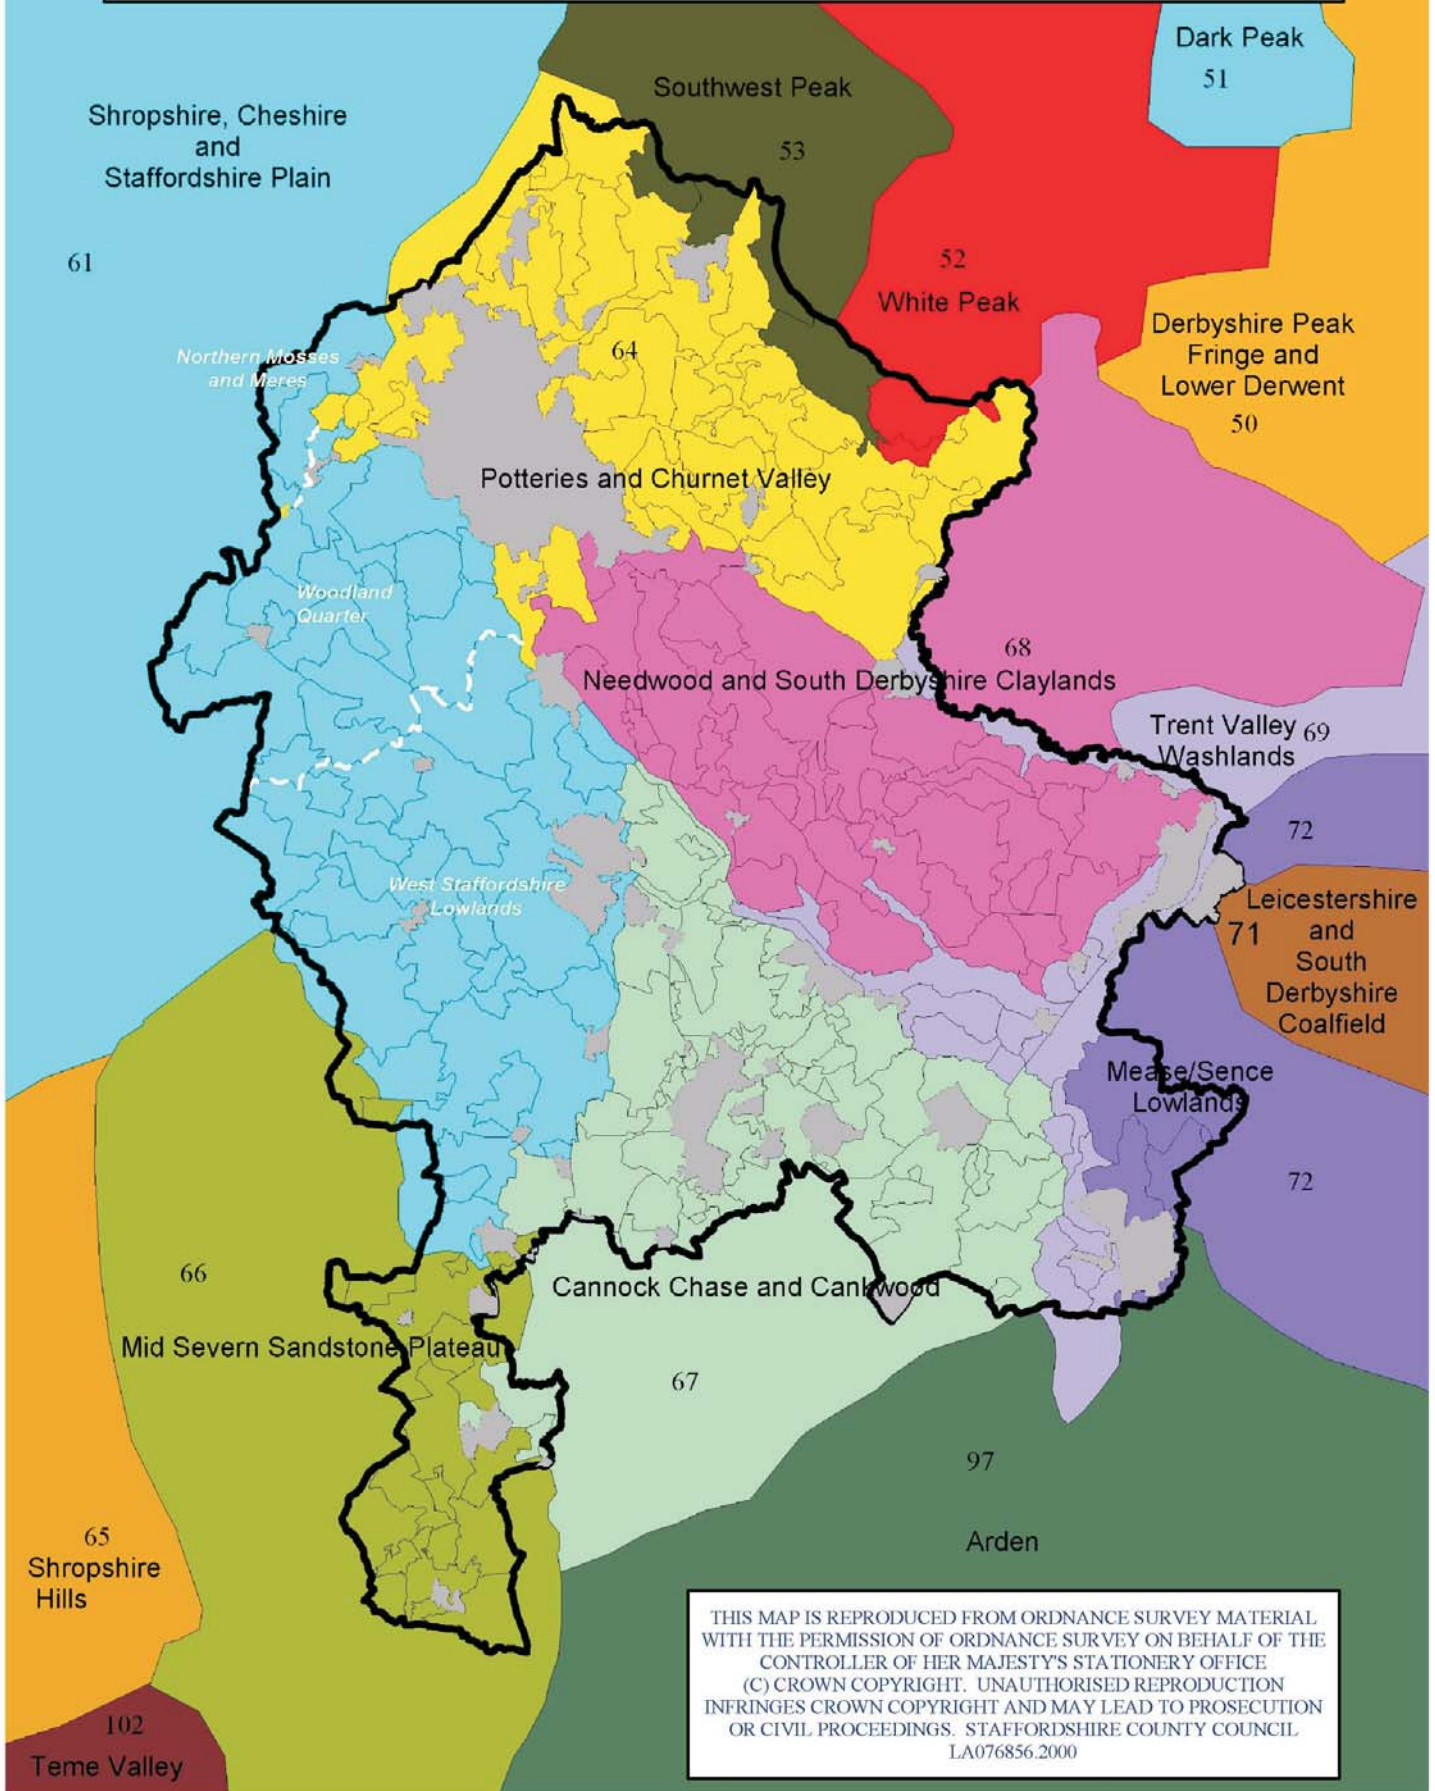 Dark Peak
51
Southwest Peak
53
Shropshire, Cheshire
and
Staffordshire Plain
61
52
White Peak
Derbyshire Peak
Fringe and
Lower Derwent
50
Northern Mosses
and Meres
64
Potteries and Churnet Valley
Woodland
Quarter
68
Needwood and South Derbyshire Claylands
Trent Valley 69
Washlands
72
West Staffordshire
Lowlands
Leicestershire
71 and
South
Derbyshire
Coalfield
Mease/Sence
Lowlands
72
66
Cannock Chase and Cankwood
Mid Severn Sandstone Plateau
67
97
Arden
65
Shropshire
Hills
102
Teme Valley
THIS MAP IS REPRODUCED FROM ORDNANCE SURVEY MATERIAL
WITH THE PERMISSION OF ORDNANCE SURVEY ON BEHALF OF THE
CONTROLLER OF HER MAJESTY'S STATIONERY OFFICE
(C) CROWN COPYRIGHT. UNAUTHORISED REPRODUCTION
INFRINGES CROWN COPYRIGHT AND MAY LEAD TO PROSECUTION
OR CIVIL PROCEEDINGS. STAFFORDSHIRE COUNTY COUNCIL
LA076856.2000